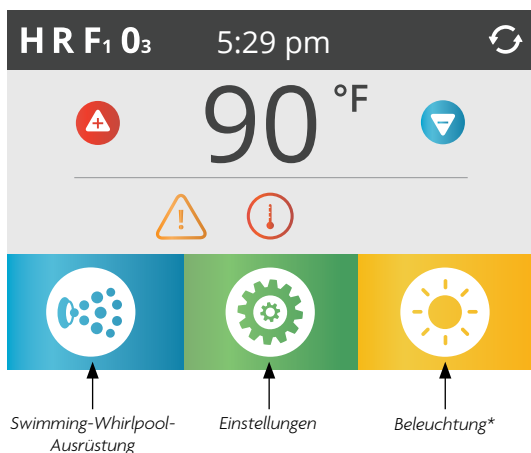 H R F₁ 0₃ 5:29 pm
90 °F
Swimming-Whirlpool- Einstellungen Beleuchtung*
Ausrüstung